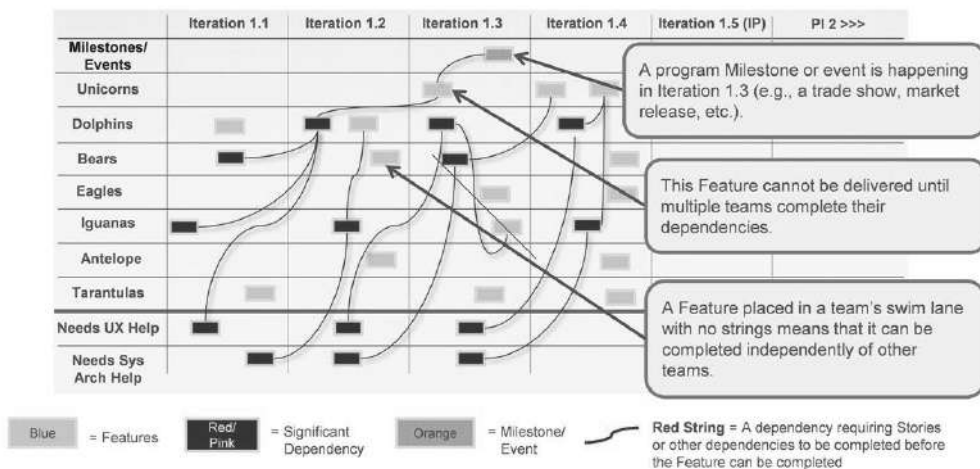 Iteration 1.1 Iteration 1.2 Iteration 1.3 Iteration 1.4 Iteration 1.5 (IP) PI 2 >>>
Milestones/
Events
Unicorns
Dolphins
Bears
Eagles
Iguanas
Antelope
Tarantulas
Needs UX Help
Needs Sys
Arch Help
A program Milestone or event is happening
in Iteration 1.3 (e.g., a trade show, market
release, etc.).
This Feature cannot be delivered until
multiple teams complete their
dependencies.
A Feature placed in a team's swim lane
with no strings means that it can be
completed independently of other
teams.
Blue
= Features
Red/
Pink
= Significant
Dependency
Orange
= Milestone/
Event
Red String = A dependency requiring Stories
or other dependencies to be completed before
the Feature can be completed